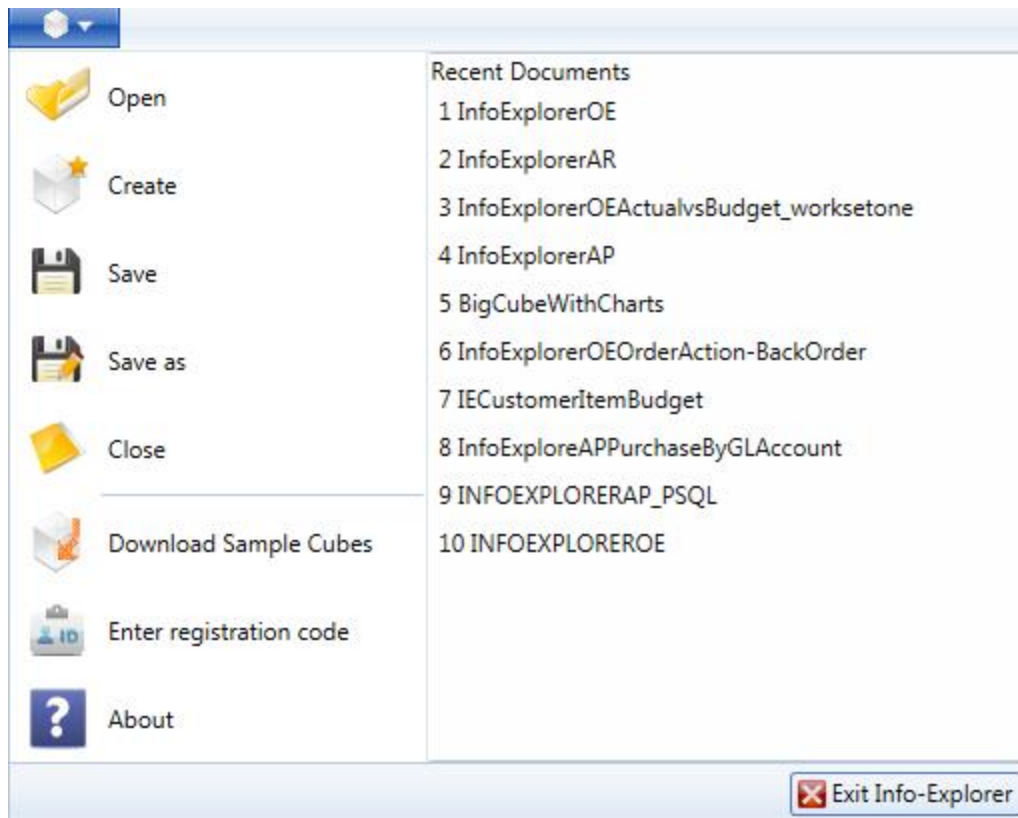 Open
Create
Save
Save as
Close
Download Sample Cubes
ID
Enter registration code
?
About
Recent Documents
1 InfoExplorerOE
2 InfoExplorerAR
3 InfoExplorerOEActualvsBudget_worksetone
4 InfoExplorerAP
5 BigCubeWithCharts
6 InfoExplorerOEOrderAction-BackOrder
7 IECustomerItemBudget
8 InfoExploreAPPurchaseByGLAccount
9 INFOEXPLORERAP_PSQL
10 INFOEXPLOREROE
Exit Info-Explorer